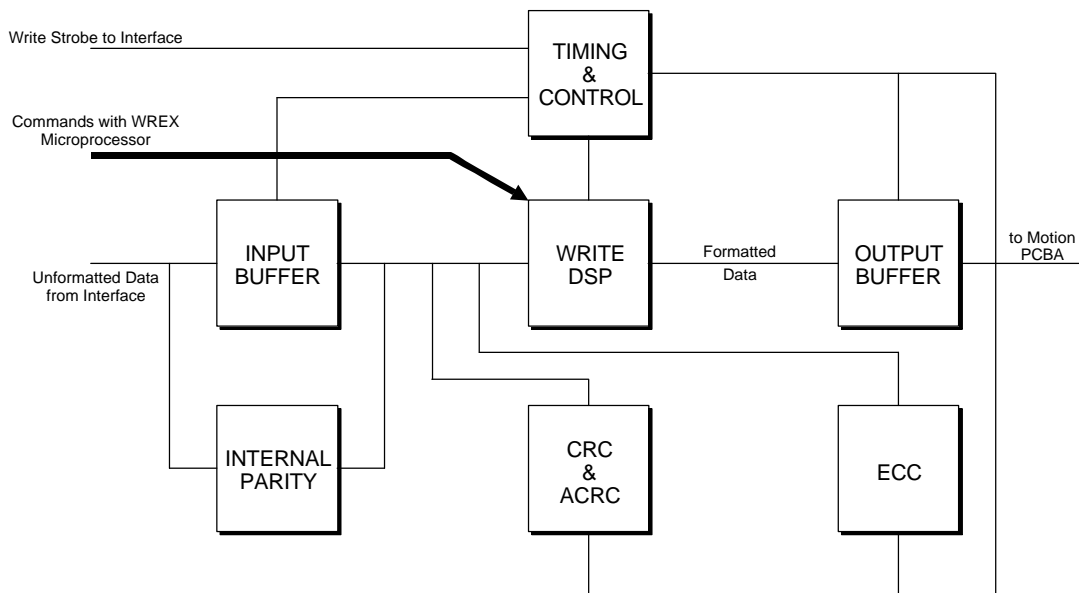 Write Strobe to Interface
TIMING
&
CONTROL
Commands with WREX
Microprocessor
INPUT
BUFFER
WRITE
DSP
Formatted
Data
OUTPUT
BUFFER
to Motion
PCBA
Unformatted Data
from Interface
INTERNAL
PARITY
CRC
&
ACRC
ECC